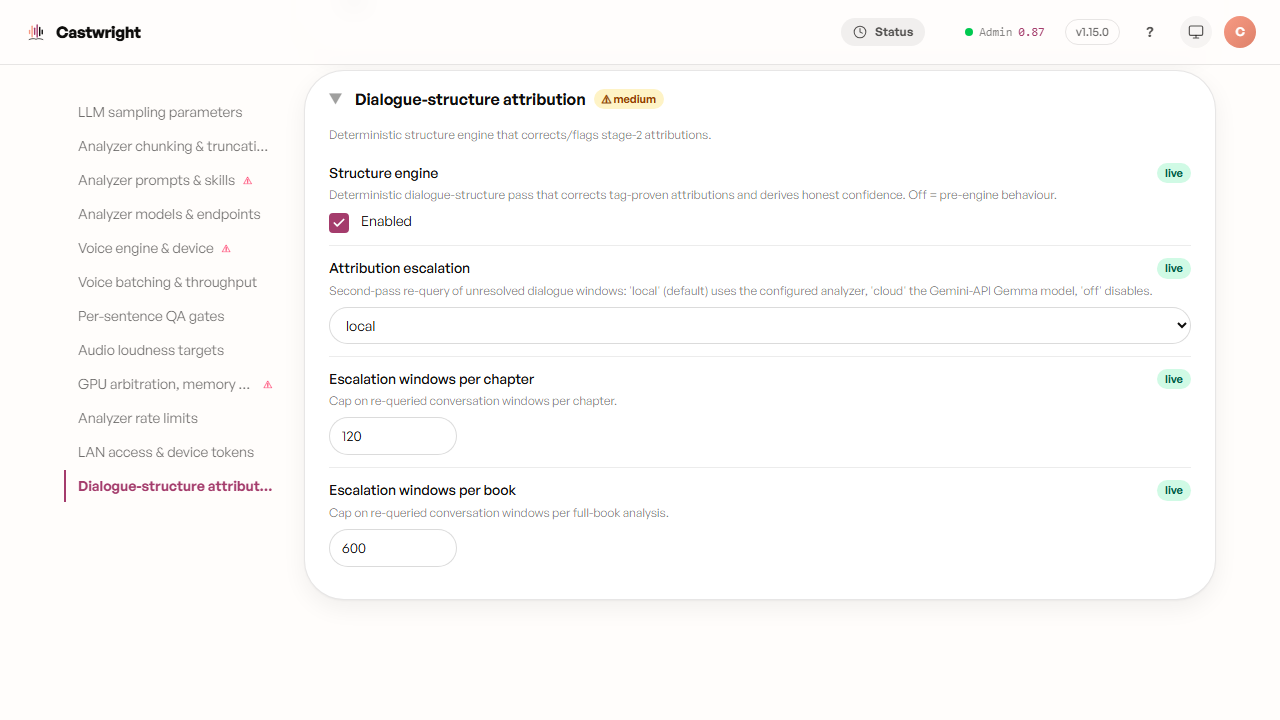 Castwright
Status
Admin 0.87
v1.15.0
?
C
LLM sampling parameters
Analyzer chunking & truncati...
Analyzer prompts & skills
Analyzer models & endpoints
Voice engine & device
Voice batching & throughput
Per-sentence QA gates
Audio loudness targets
GPU arbitration, memory ...
Analyzer rate limits
LAN access & device tokens
Dialogue-structure attribut...
Dialogue-structure attribution
medium
Deterministic structure engine that corrects/flags stage-2 attributions.
Structure engine
live
Deterministic dialogue-structure pass that corrects tag-proven attributions and derives honest confidence. Off = pre-engine behaviour.
Enabled
Attribution escalation
live
Second-pass re-query of unresolved dialogue windows: 'local' (default) uses the configured analyzer, 'cloud' the Gemini-API Gemma model, 'off' disables.
local
Escalation windows per chapter
live
Cap on re-queried conversation windows per chapter.
120
Escalation windows per book
live
Cap on re-queried conversation windows per full-book analysis.
600